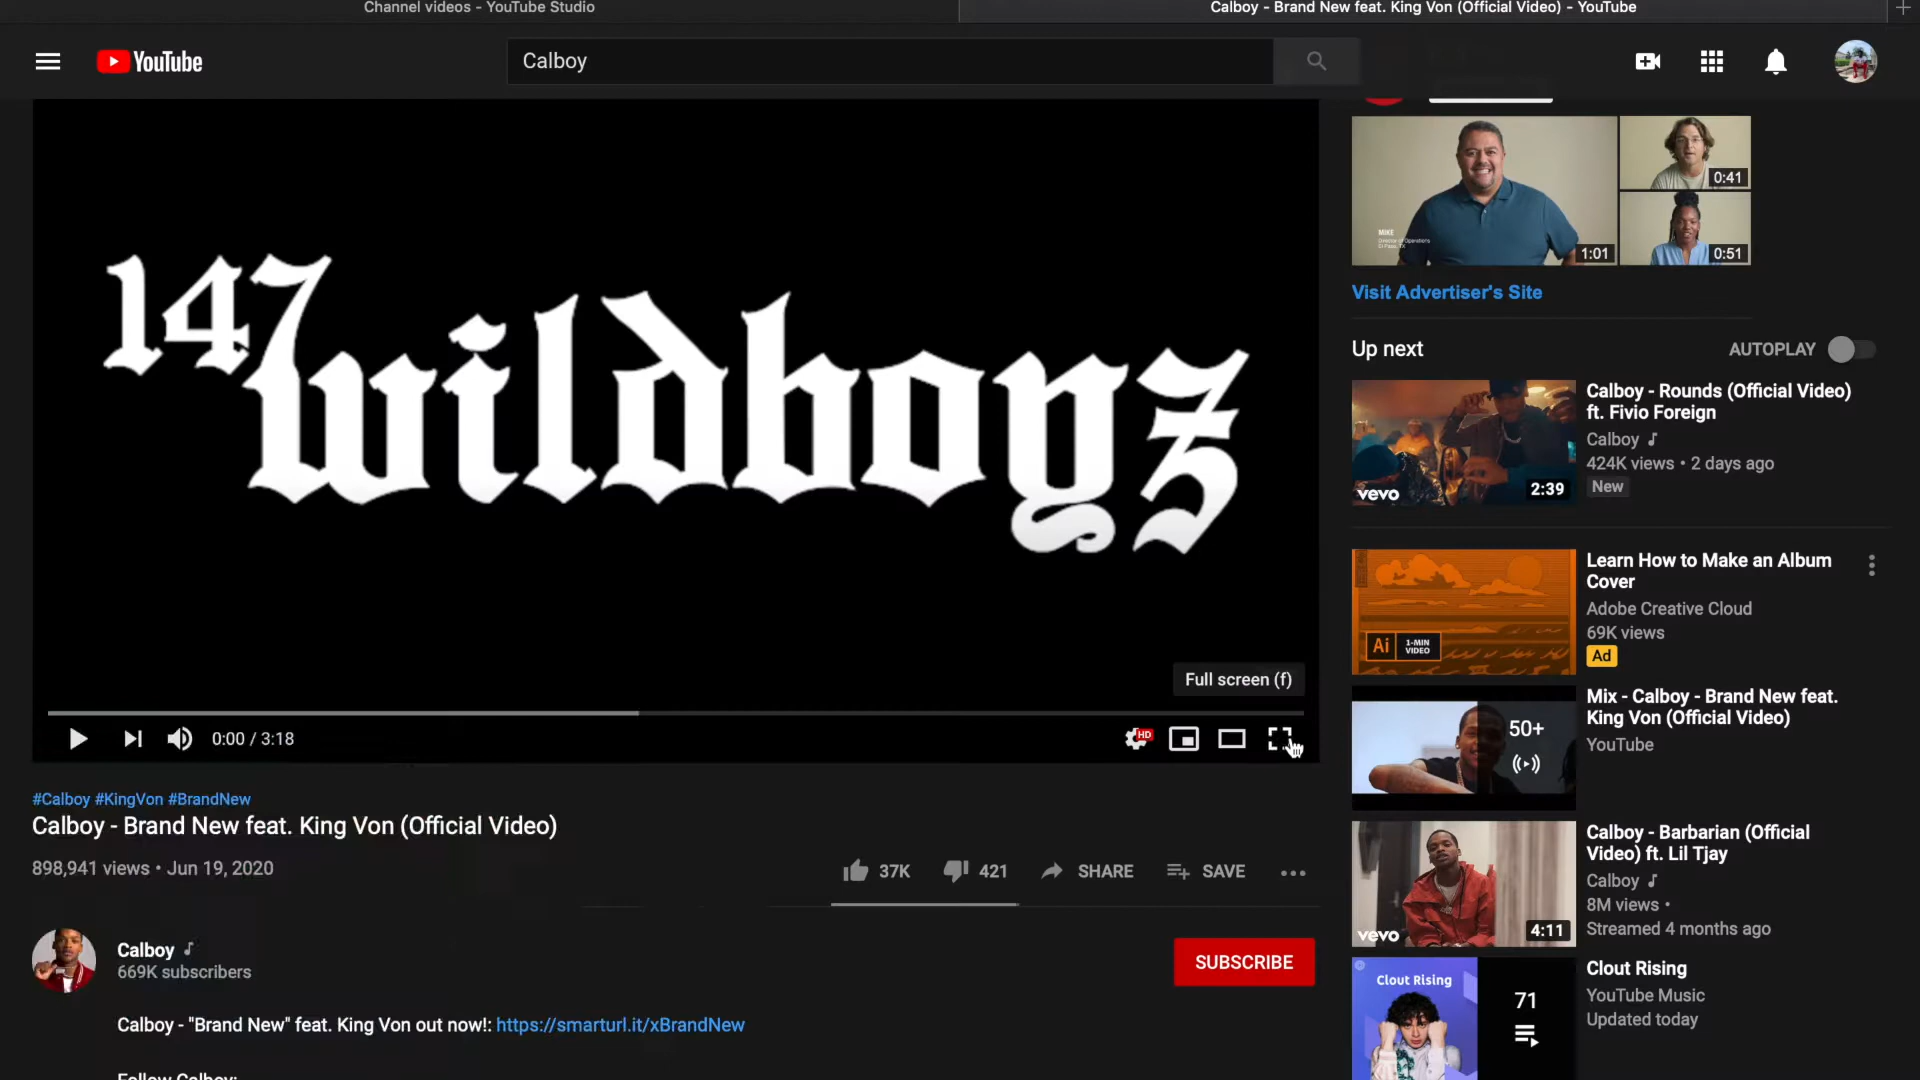 Channel videos - YouTube Studio
Calboy - Brand New feat. King Von (Official Video) - YouTube
YouTube
Calboy
147 wildboyz
MIKE
1:01
0:41
0:51
Visit Advertiser's Site
Up next
AUTOPLAY
vevo
2:39
Calboy - Rounds (Official Video)
ft. Fivio Foreign
Calboy
424K views • 2 days ago
New
Ai
1-MIN
VIDEO
Learn How to Make an Album
Cover
Adobe Creative Cloud
69K views
Ad
50+
Mix - Calboy - Brand New feat.
King Von (Official Video)
YouTube
vevo
4:11
Calboy - Barbarian (Official
Video) ft. Lil Tjay
Calboy
8M views •
Streamed 4 months ago
Clout Rising
71
Clout Rising
YouTube Music
Updated today
Full screen (f)
0:00 / 3:18
HD
#Calboy #KingVon #BrandNew
Calboy - Brand New feat. King Von (Official Video)
898,941 views • Jun 19, 2020
37K
421
SHARE
SAVE
Calboy
669K subscribers
SUBSCRIBE
Calboy - "Brand New" feat. King Von out now!: https://smarturl.it/xBrandNew
Follow Calboy: